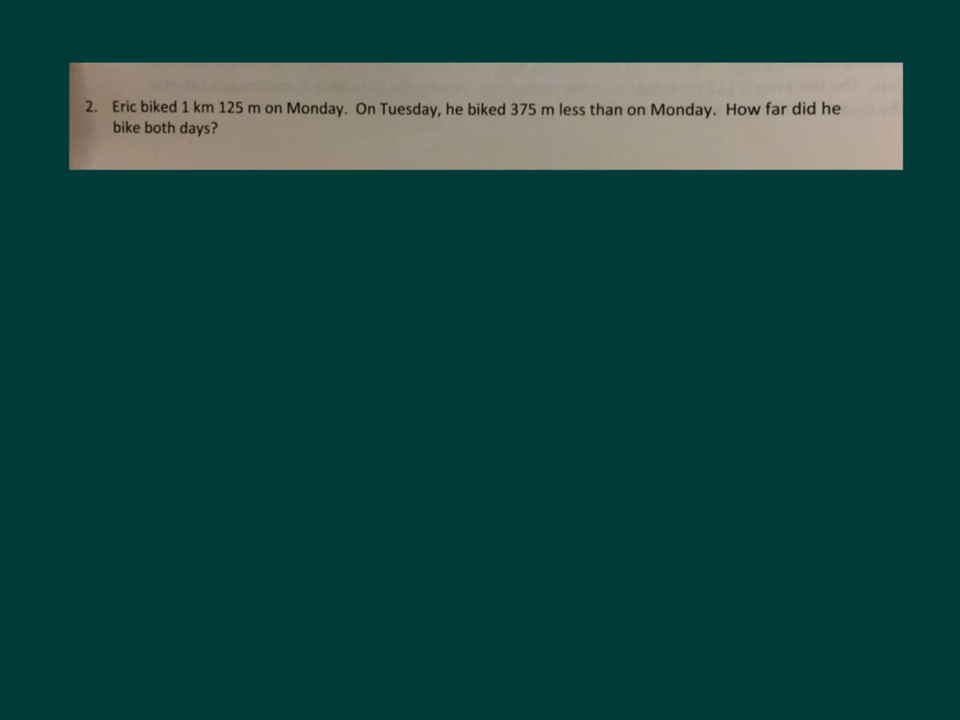 2. Eric biked 1 km 125 m on Monday. On Tuesday, he biked 375 m less than on Monday. How far did he
bike both days?